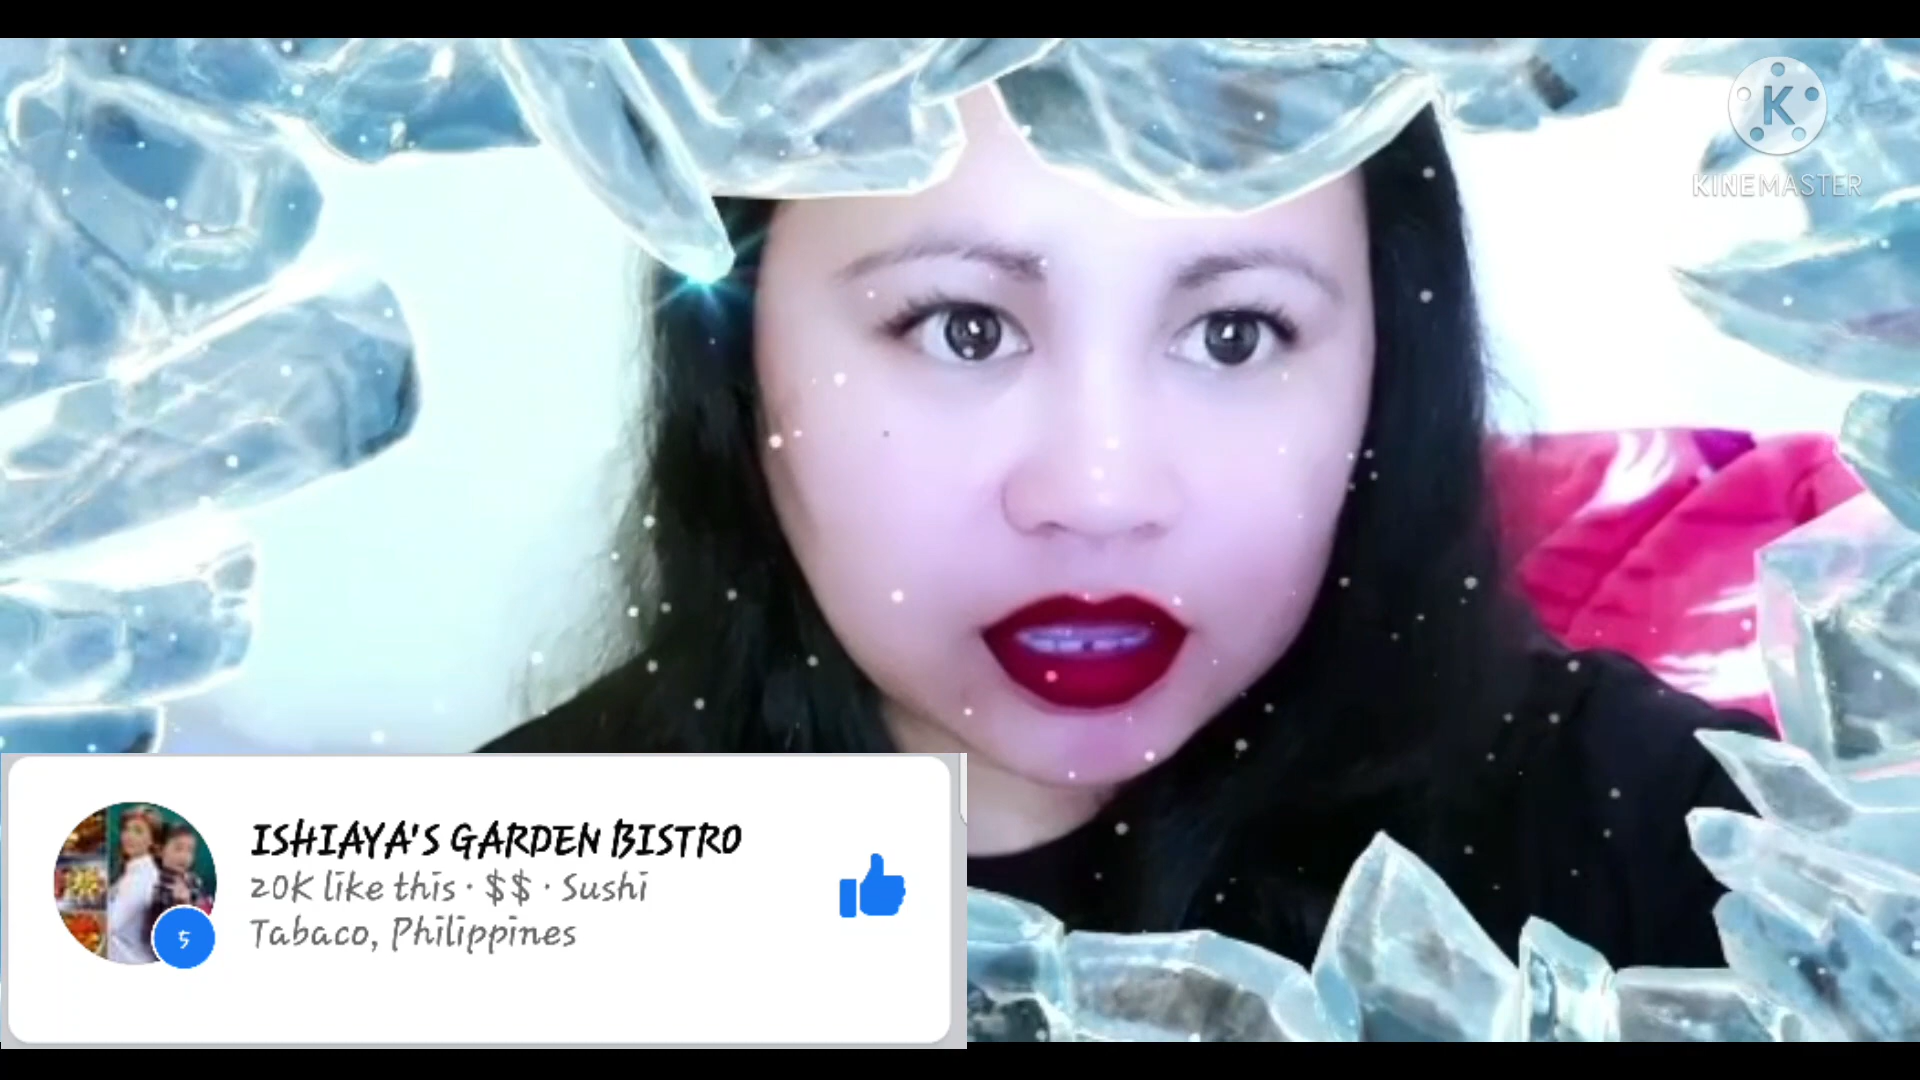 K
KINEMASTER
ISHIAYA'S GARDEN BISTRO
20K like this · $$ · Sushi
Tabaco, Philippines
5